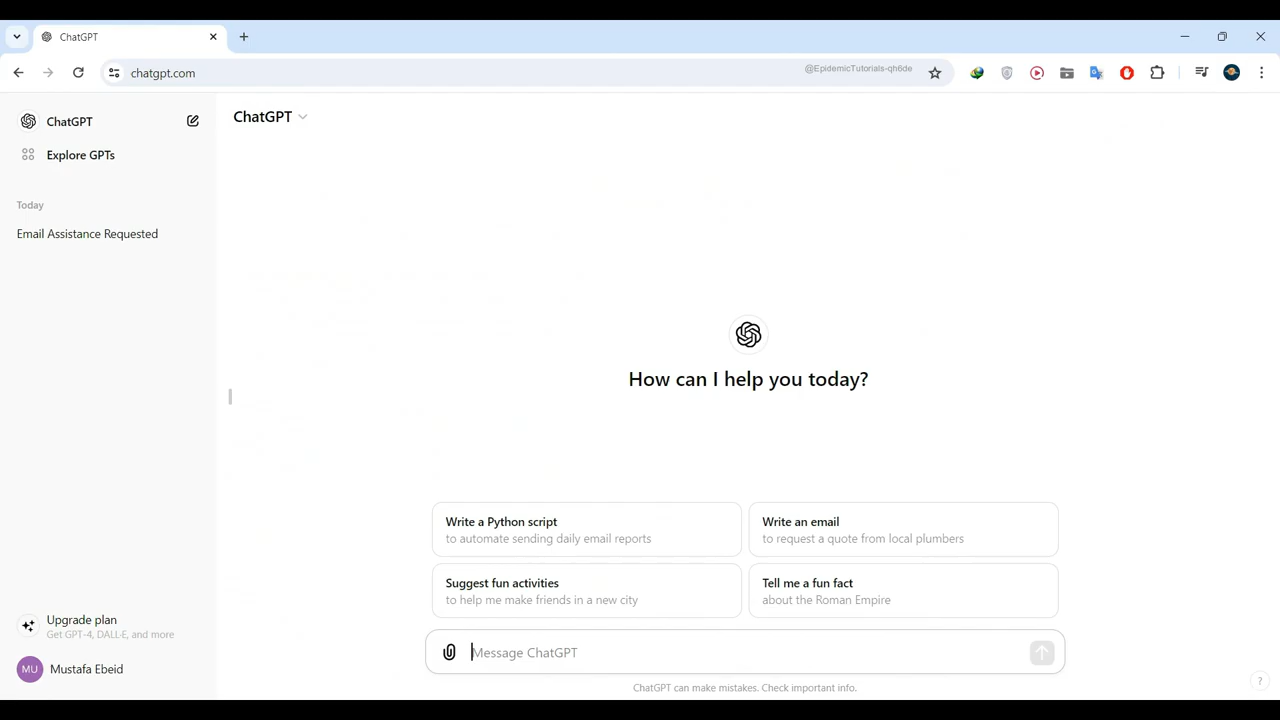 ChatGPT
chatgpt.com
@EpidemicTutorials-qh6de
ChatGPT
Explore GPTs
Today
Email Assistance Requested
Upgrade plan
Get GPT-4, DALL·E, and more
MU Mustafa Ebeid
ChatGPT
How can I help you today?
Write a Python script
to automate sending daily email reports
Write an email
to request a quote from local plumbers
Suggest fun activities
to help me make friends in a new city
Tell me a fun fact
about the Roman Empire
Message ChatGPT
ChatGPT can make mistakes. Check important info.
?